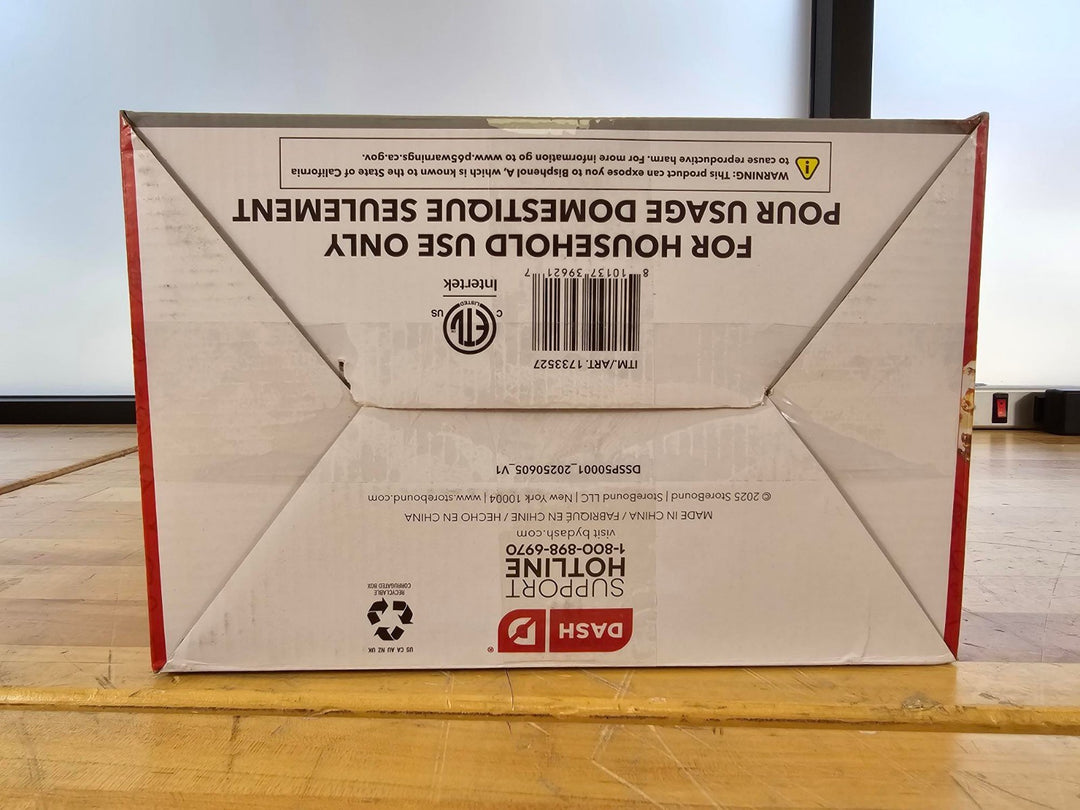 DASH D ®
US CA AU NZ UK
RECYCLABLE
CORRUGATED BOX
SUPPORT
HOTLINE
1-800-898-6970
visit bydash.com
MADE IN CHINA / FABRIQUÉ EN CHINE / HECHO EN CHINA
© 2025 StoreBound | StoreBound LLC | New York 10004 | www.storebound.com
DSSP50001_20250605_V1
ITM./ART. 1733527
8 10137 39621 7
C ETL US
LISTED
Intertek
FOR HOUSEHOLD USE ONLY
POUR USAGE DOMESTIQUE SEULEMENT
WARNING: This product can expose you to Bisphenol A, which is known to the State of California
to cause reproductive harm. For more information go to www.p65warnings.ca.gov.